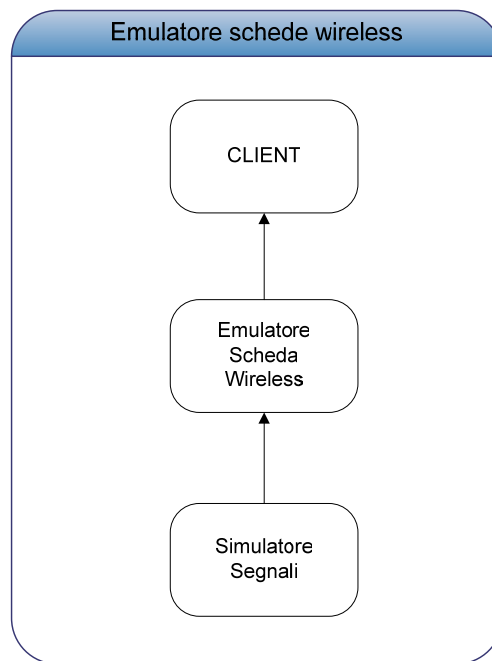 Emulatore schede wireless
CLIENT
Emulatore
Scheda
Wireless
Simulatore
Segnali